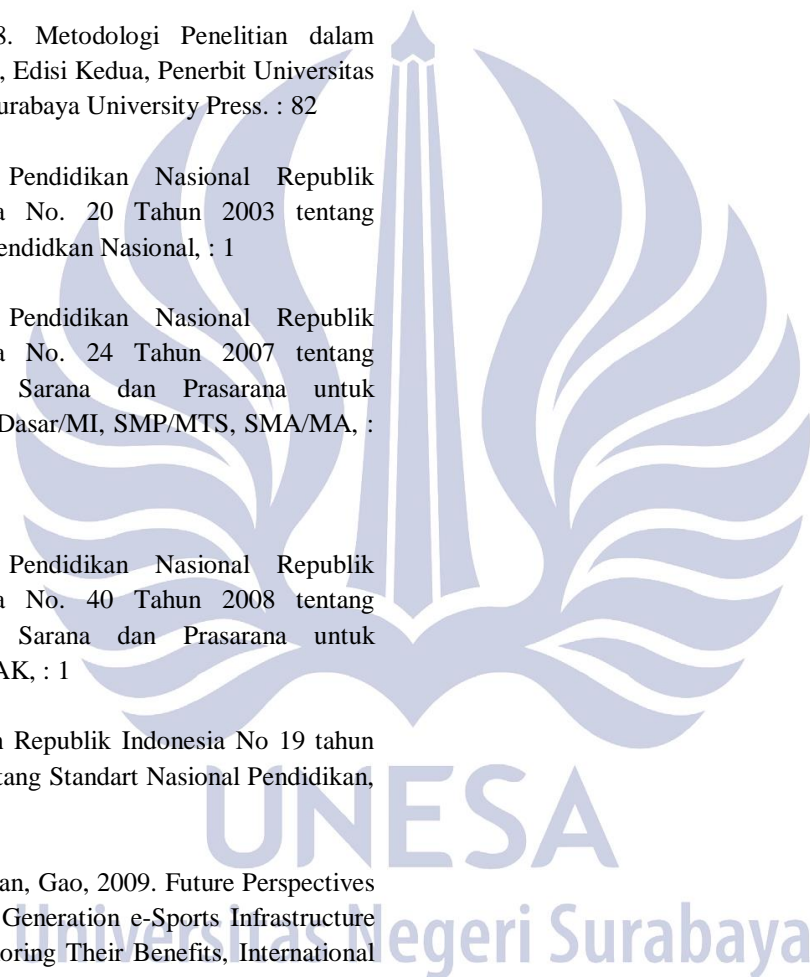 8. Metodologi Penelitian dalam
, Edisi Kedua, Penerbit Universitas
urabaya University Press. : 82
Pendidikan Nasional Republik
a No. 20 Tahun 2003 tentang
endidkan Nasional, : 1
Pendidikan Nasional Republik
a No. 24 Tahun 2007 tentang
Sarana dan Prasarana untuk
Dasar/MI, SMP/MTS, SMA/MA, :
Pendidikan Nasional Republik
a No. 40 Tahun 2008 tentang
Sarana dan Prasarana untuk
AK, : 1
n Republik Indonesia No 19 tahun
tang Standart Nasional Pendidikan,
an, Gao, 2009. Future Perspectives
Generation e-Sports Infrastructure
oring Their Benefits, International
UNESA
Universitas Negeri Surabaya